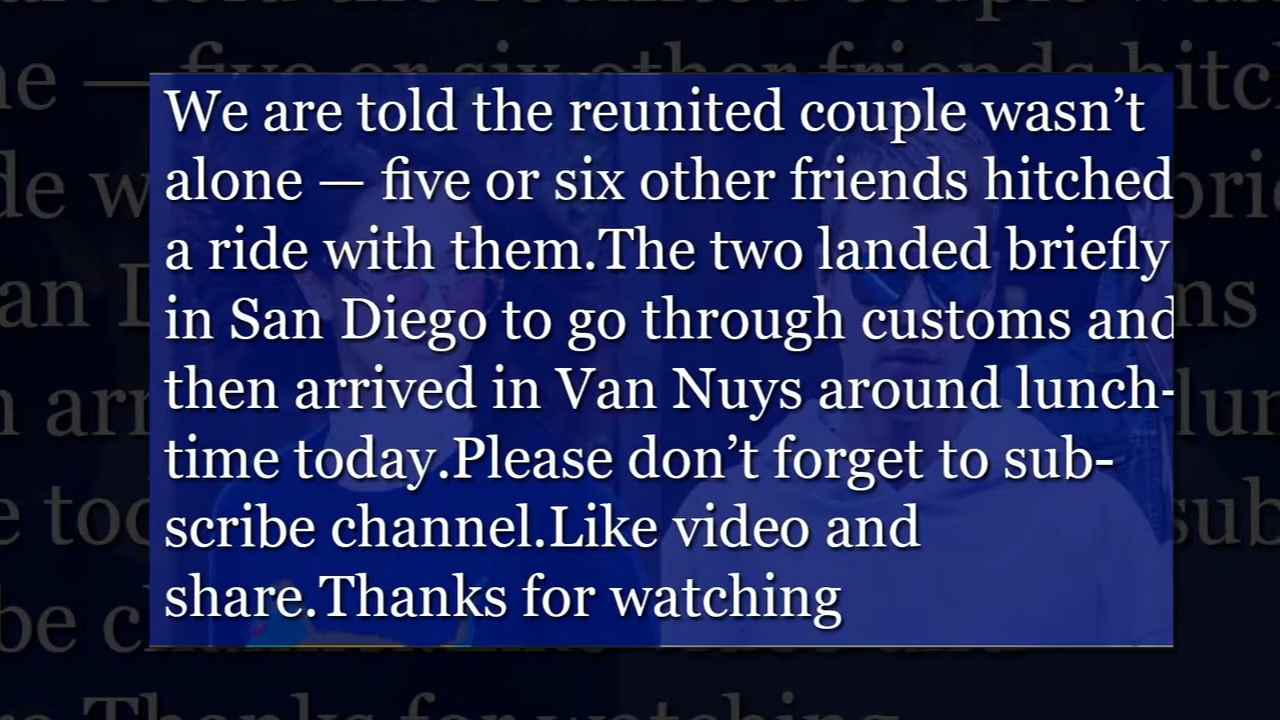 We are told the reunited couple wasn’t
alone — five or six other friends hitched
a ride with them.The two landed briefly
in San Diego to go through customs and
then arrived in Van Nuys around lunch-
time today.Please don’t forget to sub-
scribe channel.Like video and
share.Thanks for watching